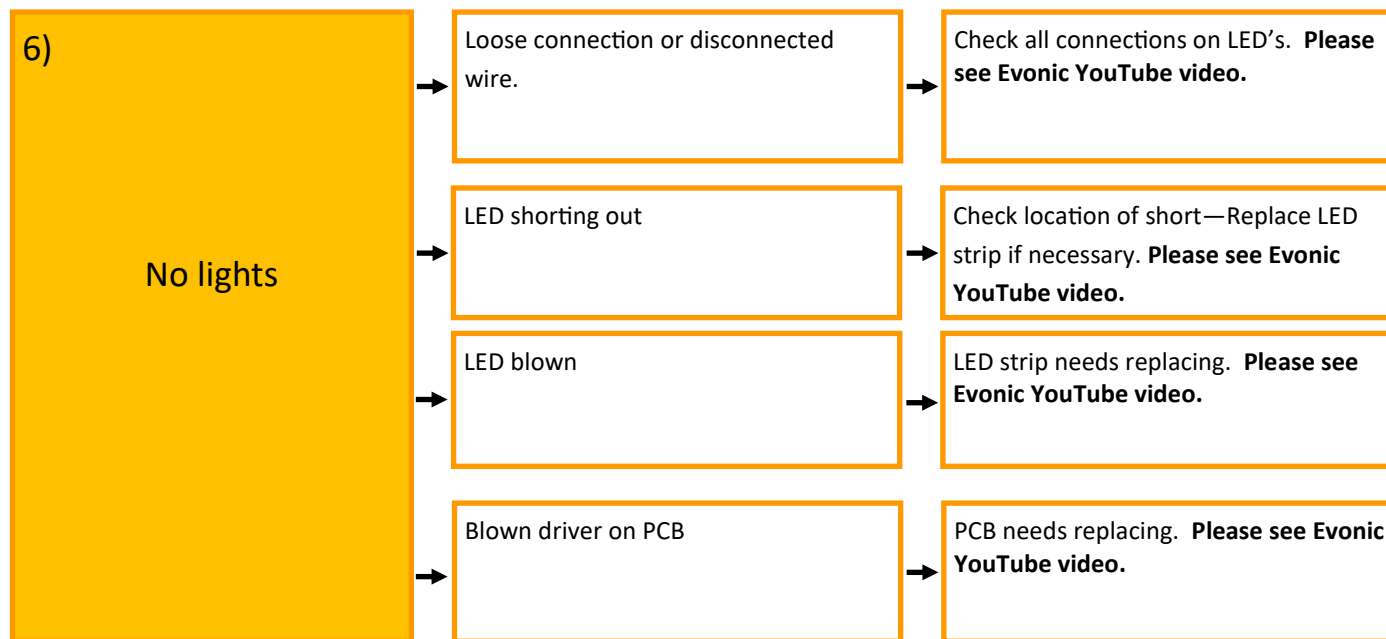 6)
No lights
Loose connection or disconnected
wire.
Check all connections on LED's.  Please
see Evonic YouTube video.
LED shorting out
Check location of short—Replace LED
strip if necessary. Please see Evonic
YouTube video.
LED blown
LED strip needs replacing.  Please see
Evonic YouTube video.
Blown driver on PCB
PCB needs replacing.  Please see Evonic
YouTube video.